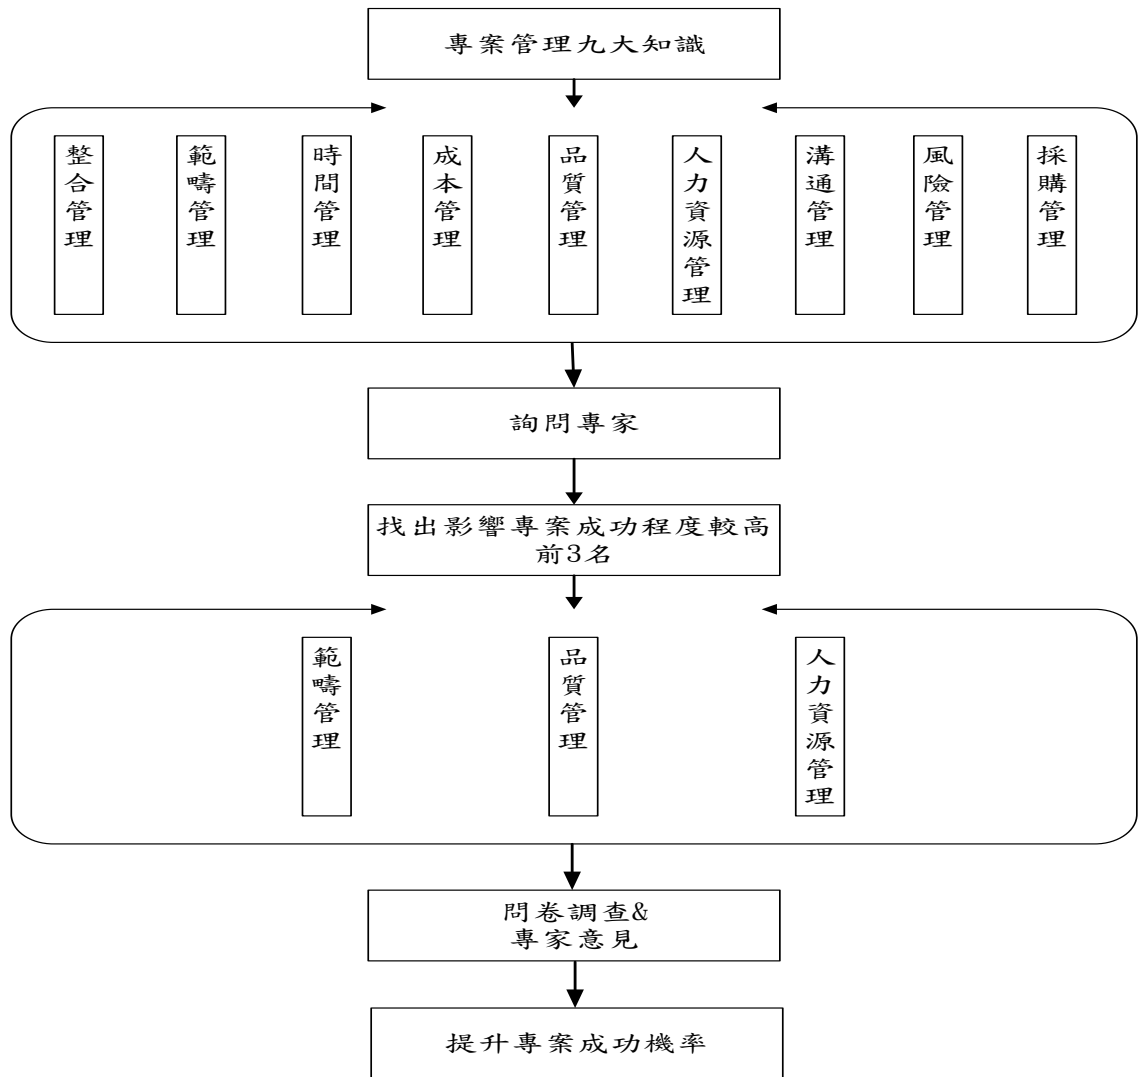 專案管理九大知識
整合管理
範疇管理
時間管理
成本管理
品質管理
人力資源管理
溝通管理
風險管理
採購管理
詢問專家
找出影響專案成功程度較高
前3名
範疇管理
品質管理
人力資源管理
問卷調查&
專家意見
提升專案成功機率